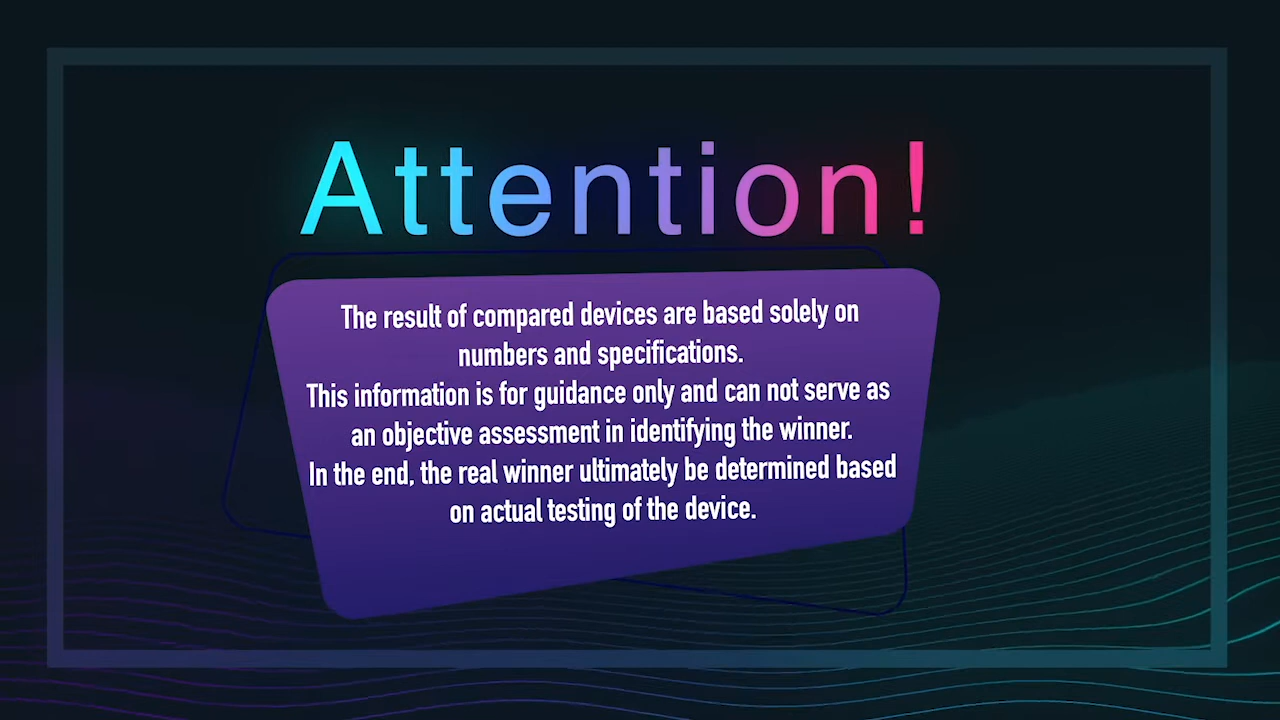 Attention!
The result of compared devices are based solely on
numbers and specifications.
This information is for guidance only and can not serve as
an objective assessment in identifying the winner.
In the end, the real winner ultimately be determined based
on actual testing of the device.